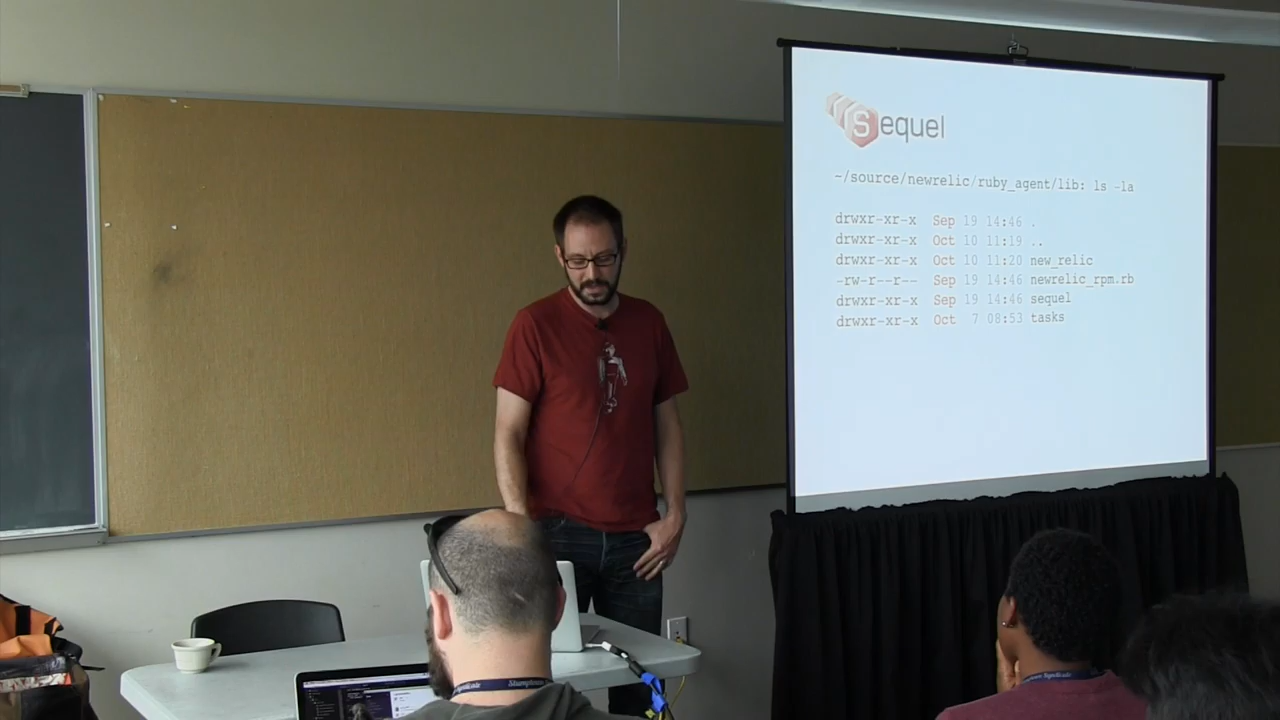 Sequel
~/source/newrelic/ruby_agent/lib: ls -la
drwxr-xr-x Sep 19 14:46 .
drwxr-xr-x Oct 10 11:19 ..
drwxr-xr-x Oct 10 11:20 new_relic
-rw-r--r-- Sep 19 14:46 newrelic_rpm.rb
drwxr-xr-x Sep 19 14:46 sequel
drwxr-xr-x Oct 7 08:53 tasks